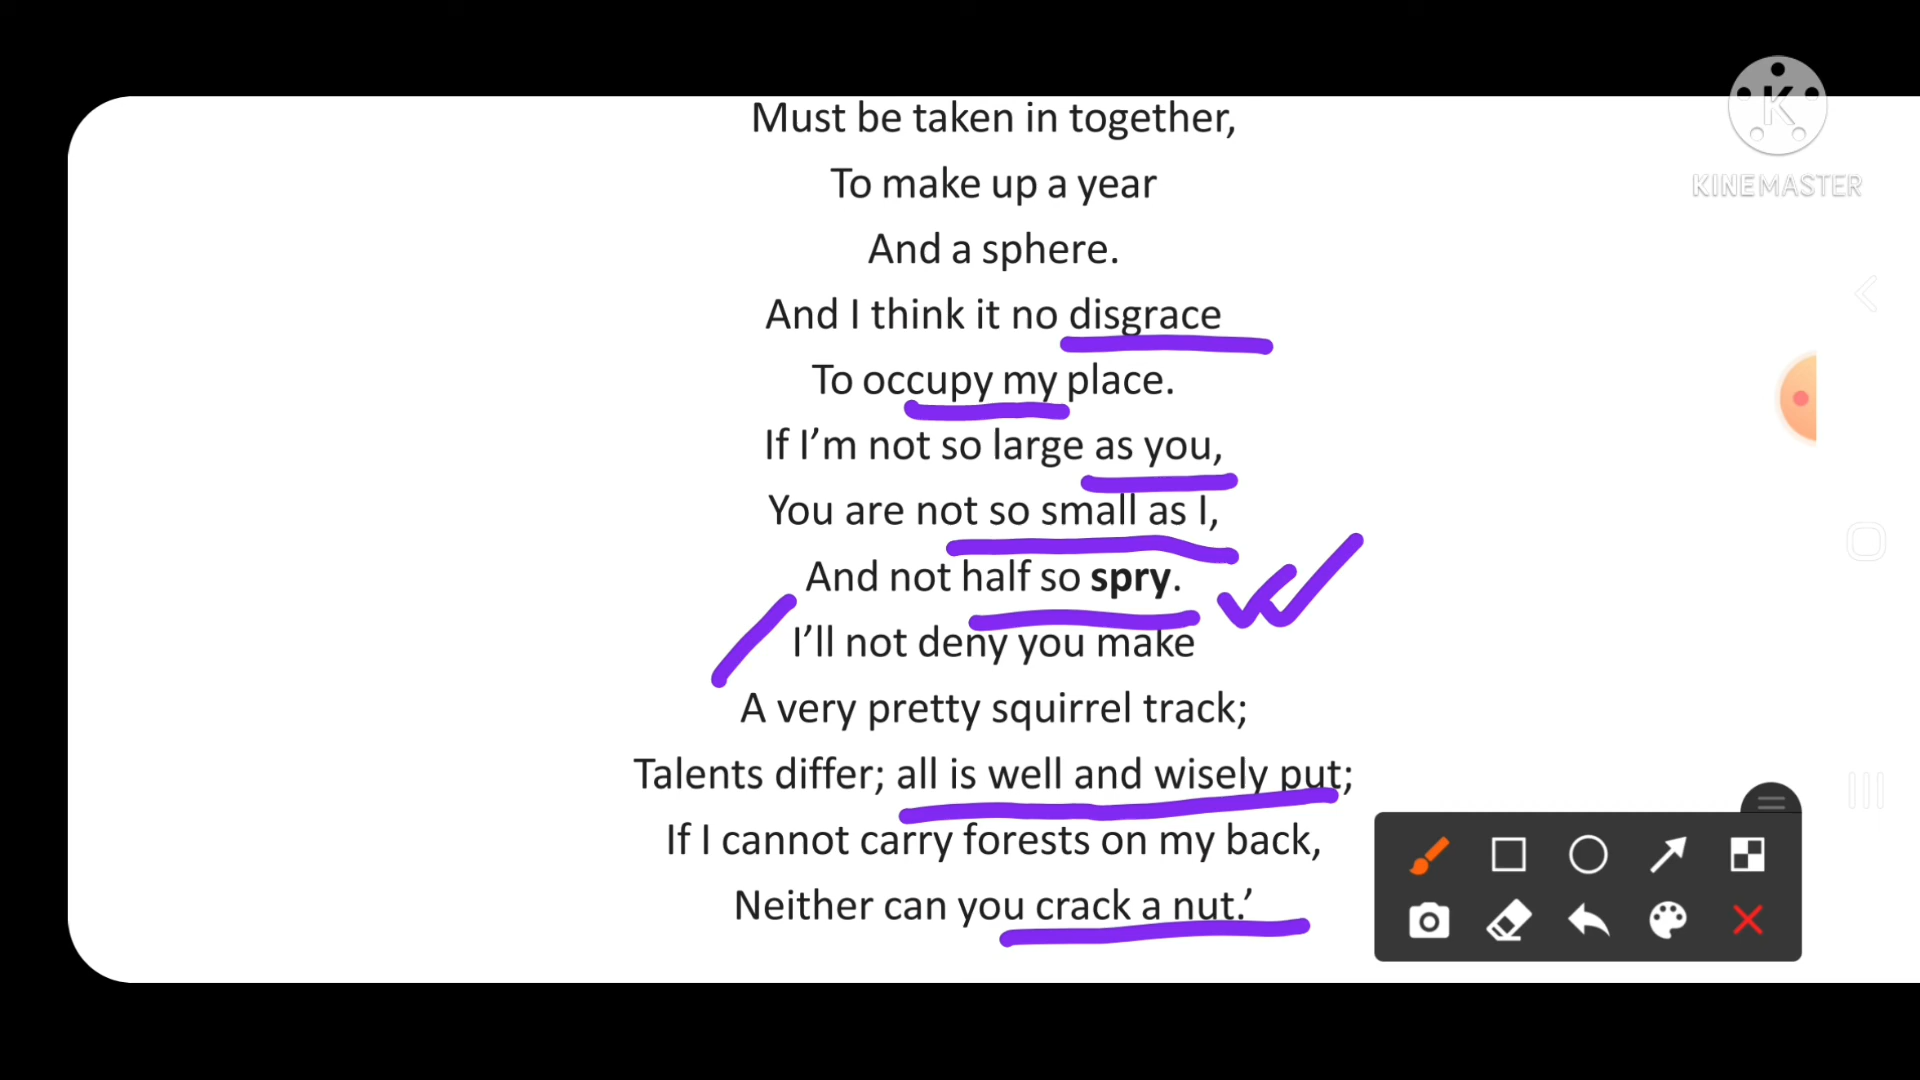 Must be taken in together,
To make up a year
And a sphere.
And I think it no disgrace
To occupy my place.
If I’m not so large as you,
You are not so small as I,
And not half so spry.
I’ll not deny you make
A very pretty squirrel track;
Talents differ; all is well and wisely put;
If I cannot carry forests on my back,
Neither can you crack a nut.’
K
KINEMASTER